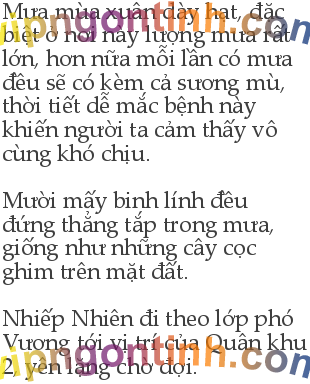 Mưa mùa xuân dày hạt, đặc
biệt ở nơi này lượng mưa rất
lớn, hơn nữa mỗi lần có mưa
đều sẽ có kèm cả sương mù,
thời tiết dễ mắc bệnh này
khiến người ta cảm thấy vô
cùng khó chịu.
Mười mấy binh lính đều
đứng thẳng tắp trong mưa,
giống như những cây cọc
ghim trên mặt đất.
Nhiếp Nhiên đi theo lớp phó
Vương tới vị trí của Quân khu
2, yên lặng chờ đợi.
vipngontinh.com
vipngontinh.com